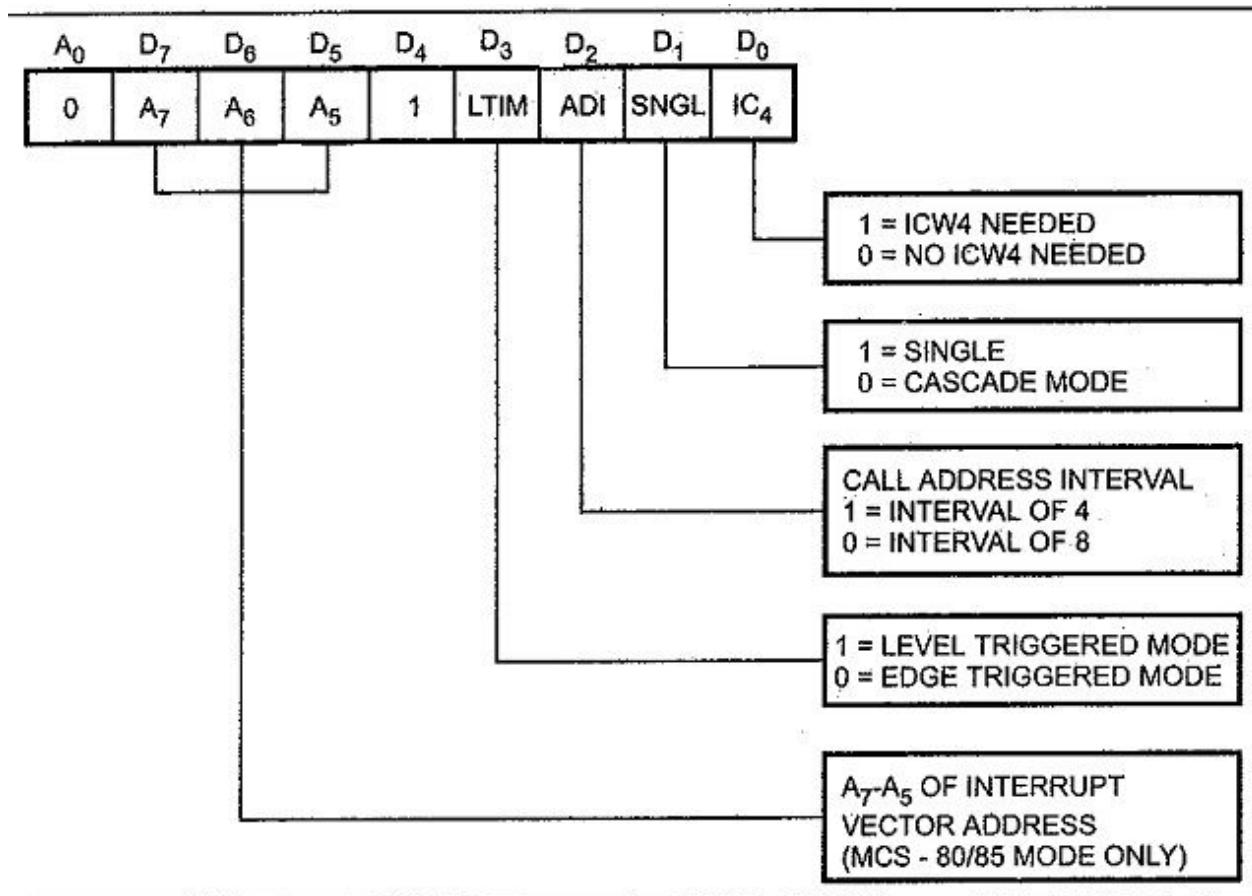 A0 D7 D6 D5 D4 D3 D2 D1 D0
0 A7 A6 A5 1 LTIM ADI SNGL IC4
1 = ICW4 NEEDED
0 = NO ICW4 NEEDED
1 = SINGLE
0 = CASCADE MODE
CALL ADDRESS INTERVAL
1 = INTERVAL OF 4
0 = INTERVAL OF 8
1 = LEVEL TRIGGERED MODE
0 = EDGE TRIGGERED MODE
A7-A5 OF INTERRUPT
VECTOR ADDRESS
(MCS - 80/85 MODE ONLY)